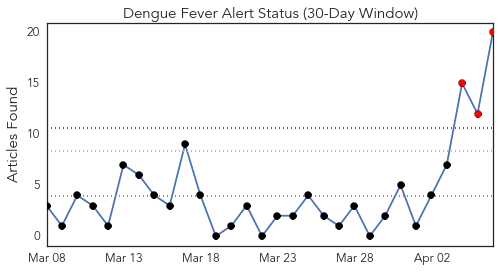 Dengue Fever Alert Status (30-Day Window)
Articles Found
20
15
10
5
0
Mar 08 Mar 13 Mar 18 Mar 23 Mar 28 Apr 02